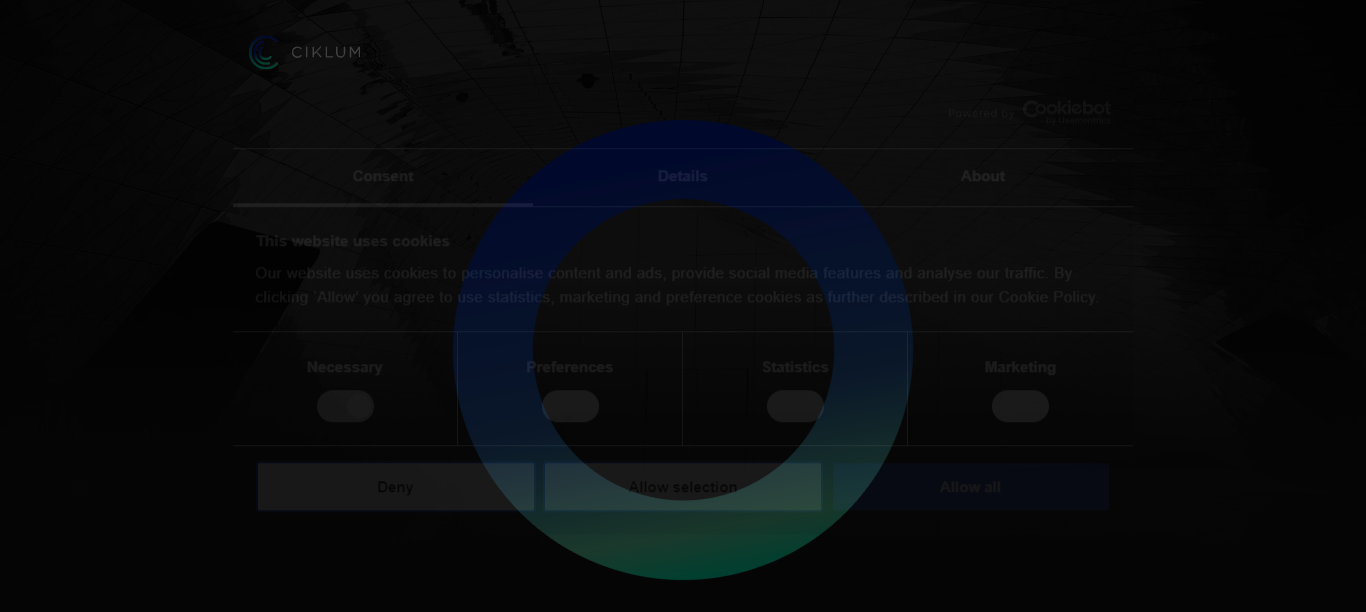 CIKLUM
Powered by Cookiebot
by Usercentrics
Consent Details About
This website uses cookies
Our website uses cookies to personalise content and ads, provide social media features and analyse our traffic. By
clicking 'Allow' you agree to use statistics, marketing and preference cookies as further described in our Cookie Policy.
Necessary Preferences Statistics Marketing
Deny Allow selection Allow all